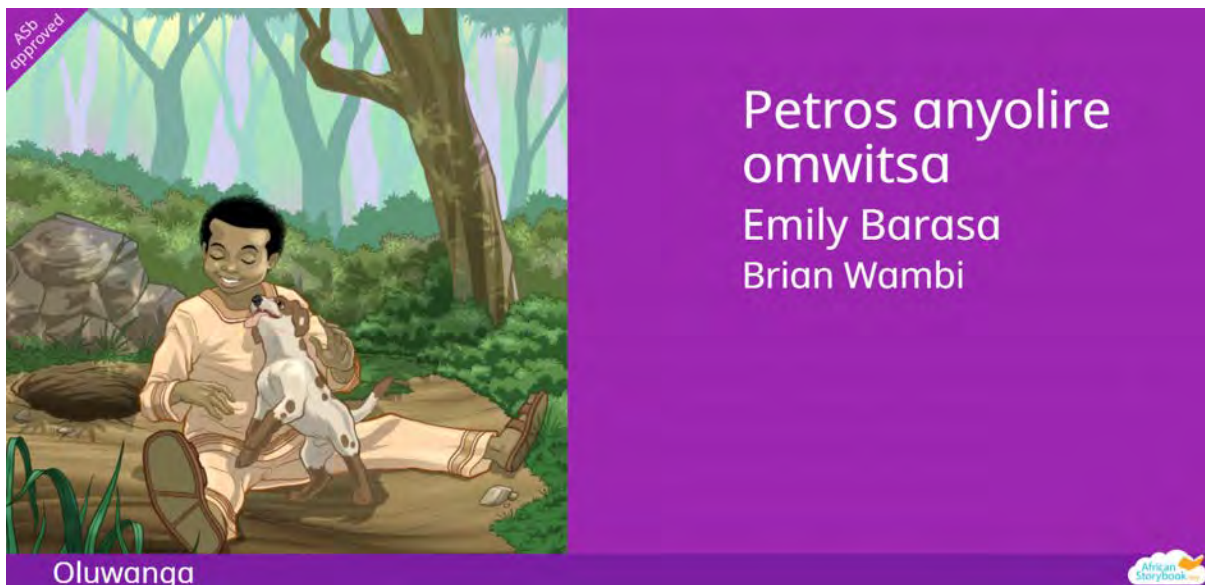 ASb
approved
Petros anyolire
omwitsa
Emily Barasa
Brian Wambi
Oluwanga
African
Storybook